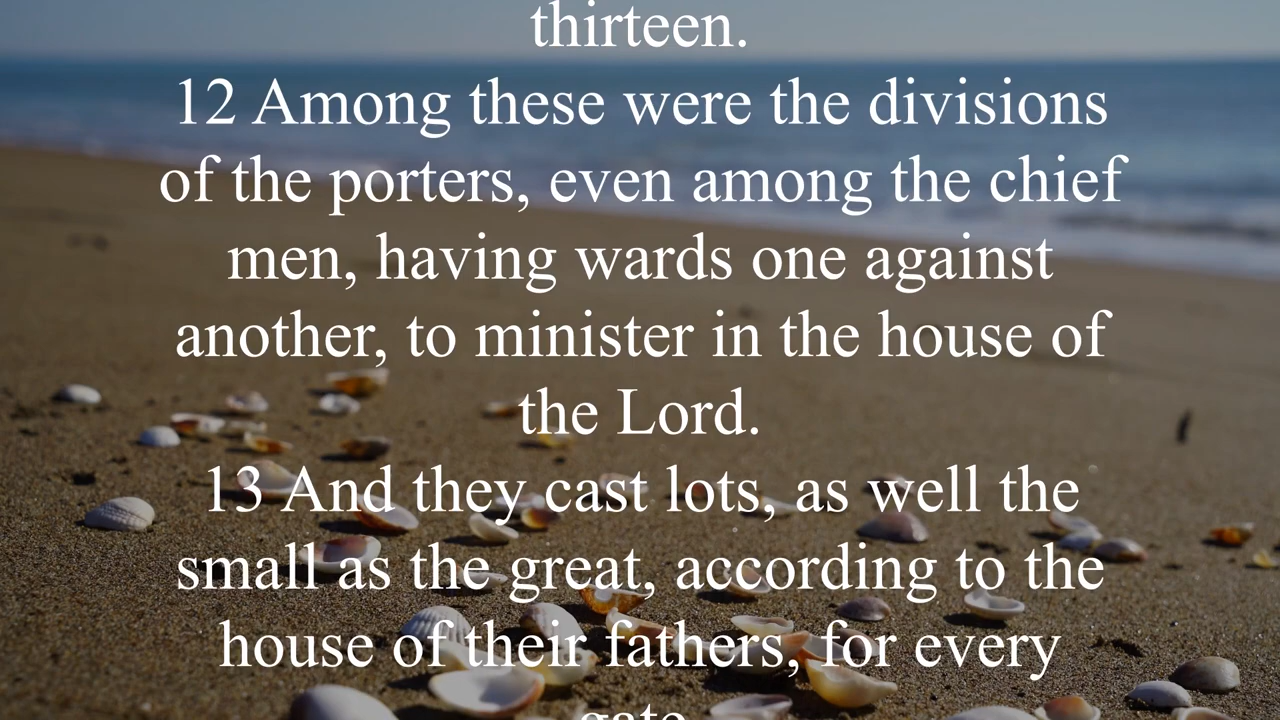 thirteen.
12 Among these were the divisions
of the porters, even among the chief
men, having wards one against
another, to minister in the house of
the Lord.
13 And they cast lots, as well the
small as the great, according to the
house of their fathers, for every
gate.